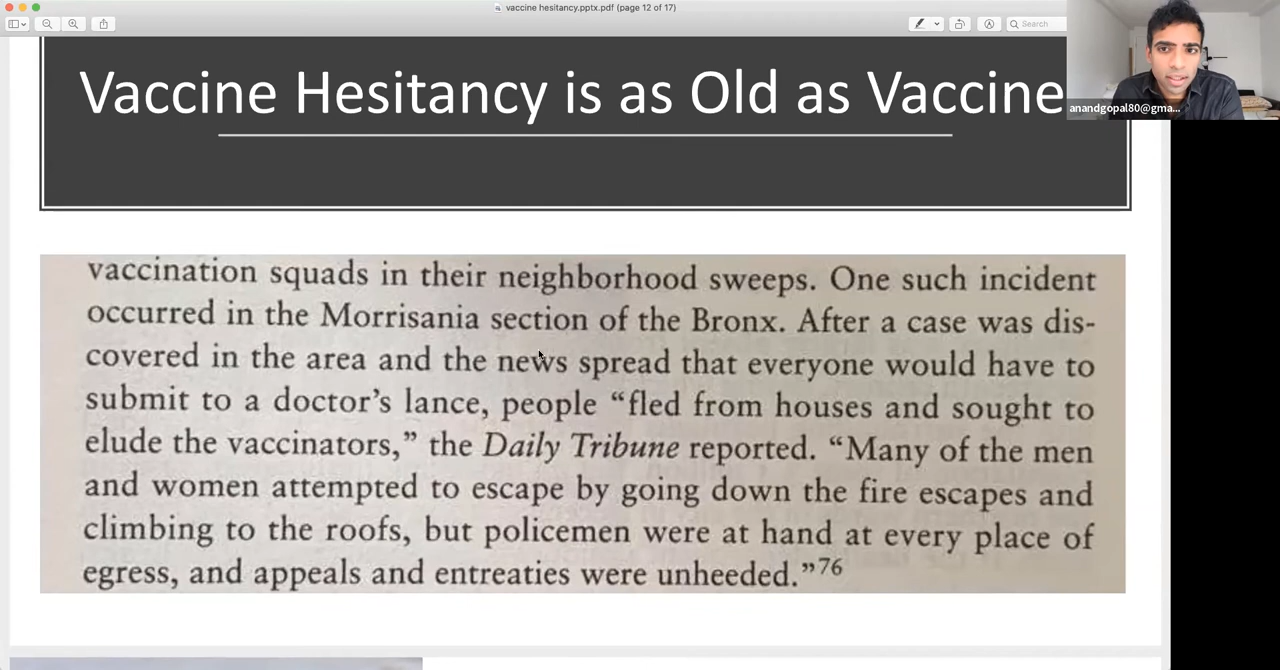 vaccine hesitancy.pptx.pdf (page 12 of 17)
Search
anandgopal80@gma...
Vaccine Hesitancy is as Old as Vaccine
vaccination squads in their neighborhood sweeps. One such incident
occurred in the Morrisania section of the Bronx. After a case was dis-
covered in the area and the news spread that everyone would have to
submit to a doctor’s lance, people “fled from houses and sought to
elude the vaccinators,” the Daily Tribune reported. “Many of the men
and women attempted to escape by going down the fire escapes and
climbing to the roofs, but policemen were at hand at every place of
egress, and appeals and entreaties were unheeded.”76